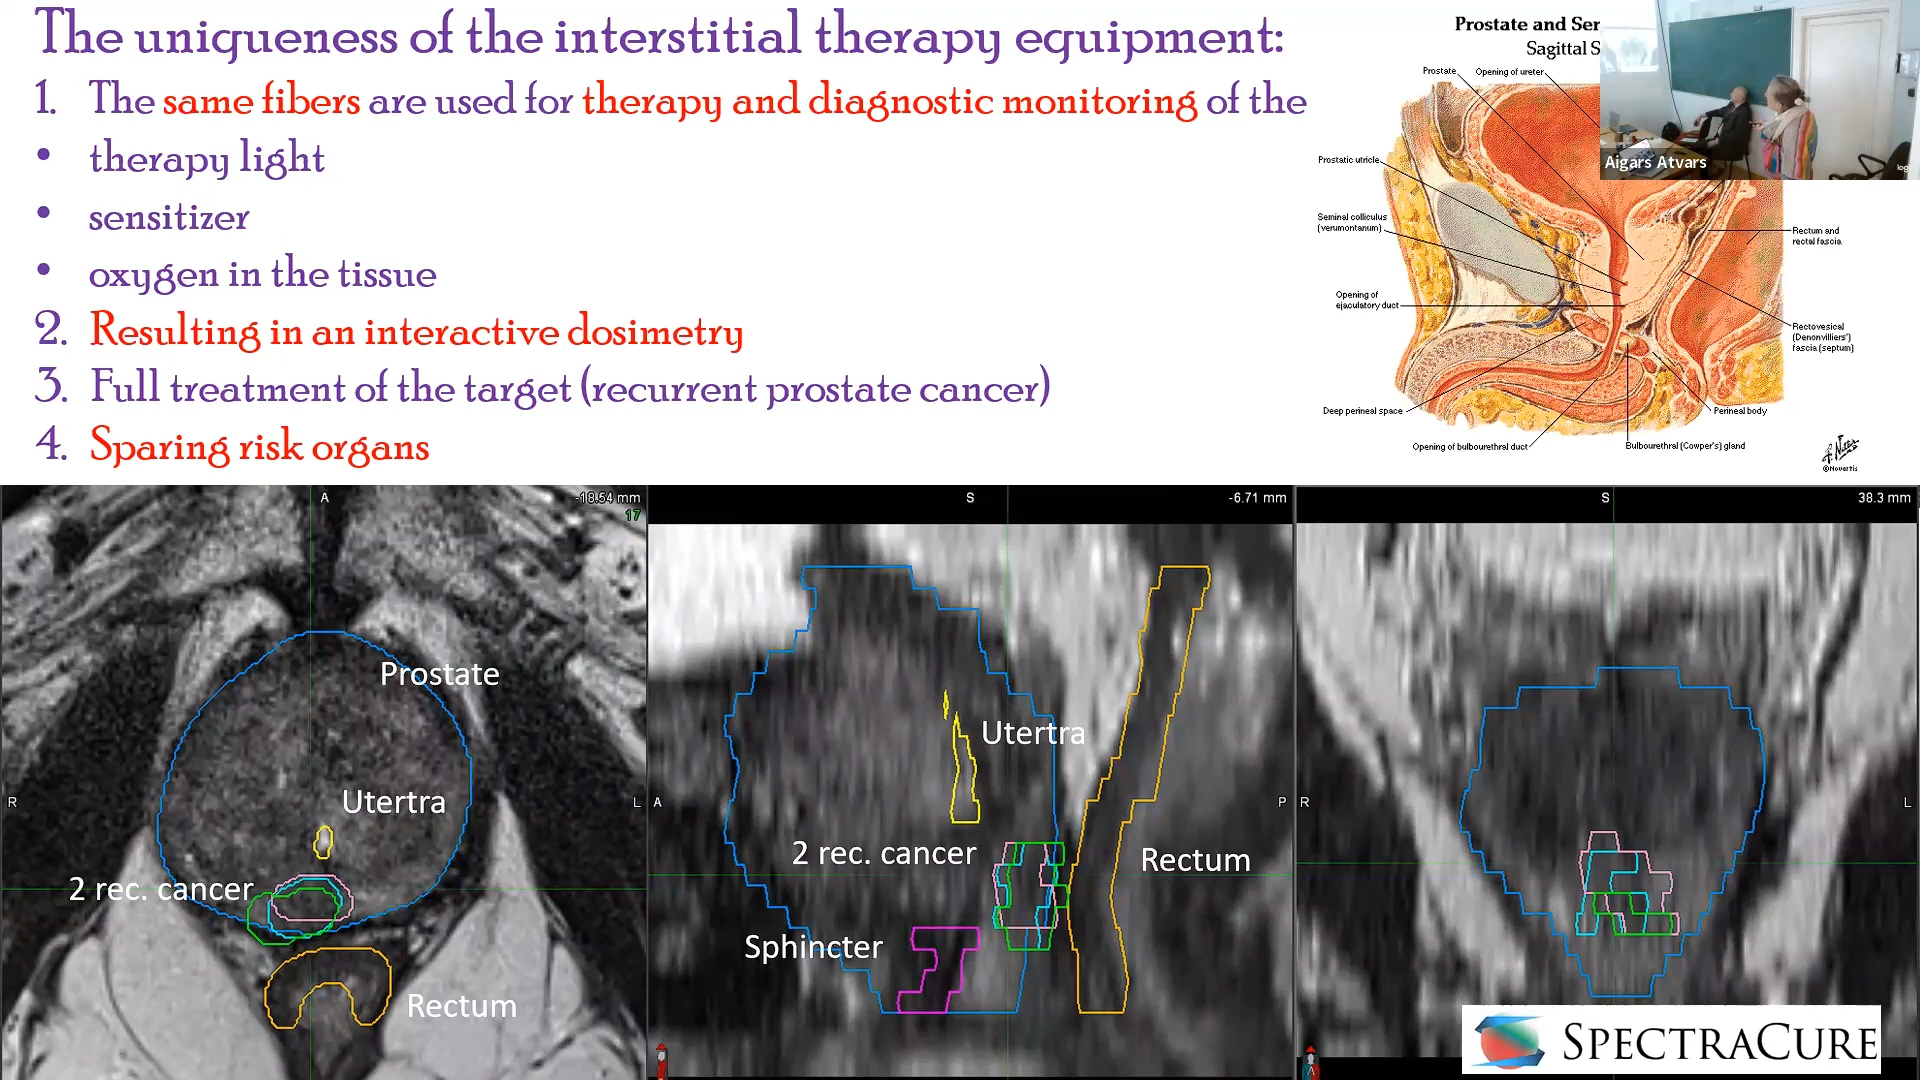 The uniqueness of the interstitial therapy equipment:
1. The same fibers are used for therapy and diagnostic monitoring of the
• therapy light
• sensitizer
• oxygen in the tissue
2. Resulting in an interactive dosimetry
3. Full treatment of the target (recurrent prostate cancer)
4. Sparing risk organs
Prostate and Ser
Sagittal S
Prostate
Opening of ureter
Prostatic utricle
Seminal colliculus
(verumontanum)
Opening of
ejaculatory duct
Deep perineal space
Opening of bulbourethral duct
Bulbourethral (Cowper's) gland
Perineal body
Rectovesical
(Denonvilliers')
fascia (septum)
Rectum and
rectal fascia
©Novartis
Aigars Atvars
log
A
-18.54 mm
17
Prostate
Utertra
R
L
2 rec. cancer
Rectum
S
-6.71 mm
Utertra
A
P
2 rec. cancer
Rectum
Sphincter
S
38.3 mm
R
L
A
SPECTRACURE